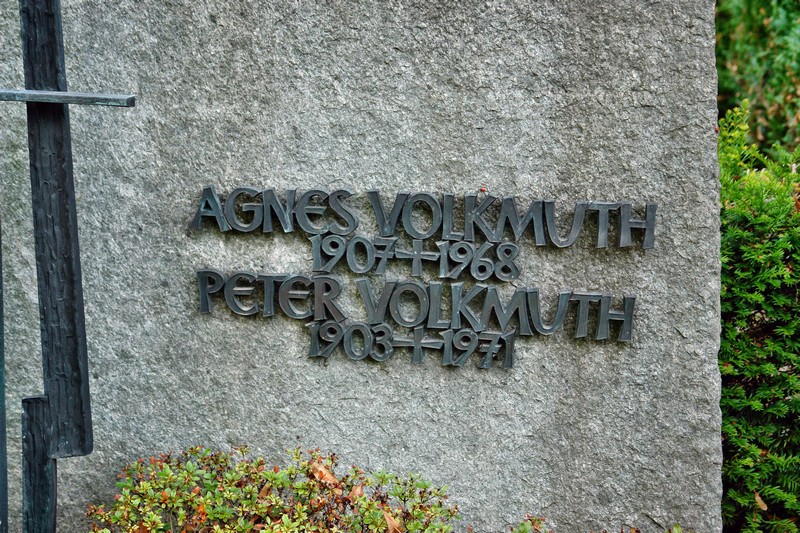 AGNES VOLKMUTH
1907+1968
PETER VOLKMUTH
1903+1971